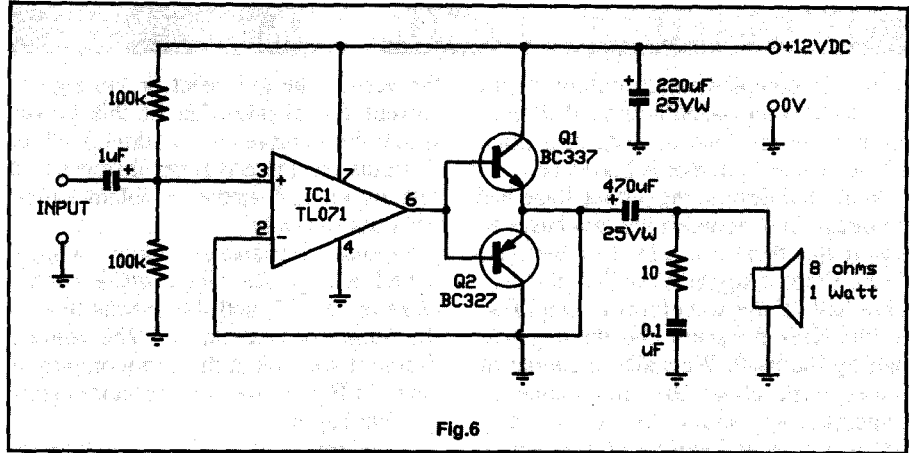 +12VDC
100k
220uF
25VW
0V
Q1
BC337
1uF
+
3
+
7
IC1
TL071
6
470uF
+
25VW
INPUT
2
-
4
100k
Q2
BC327
10
8 ohms
1 Watt
0.1
uF
+
Fig.6